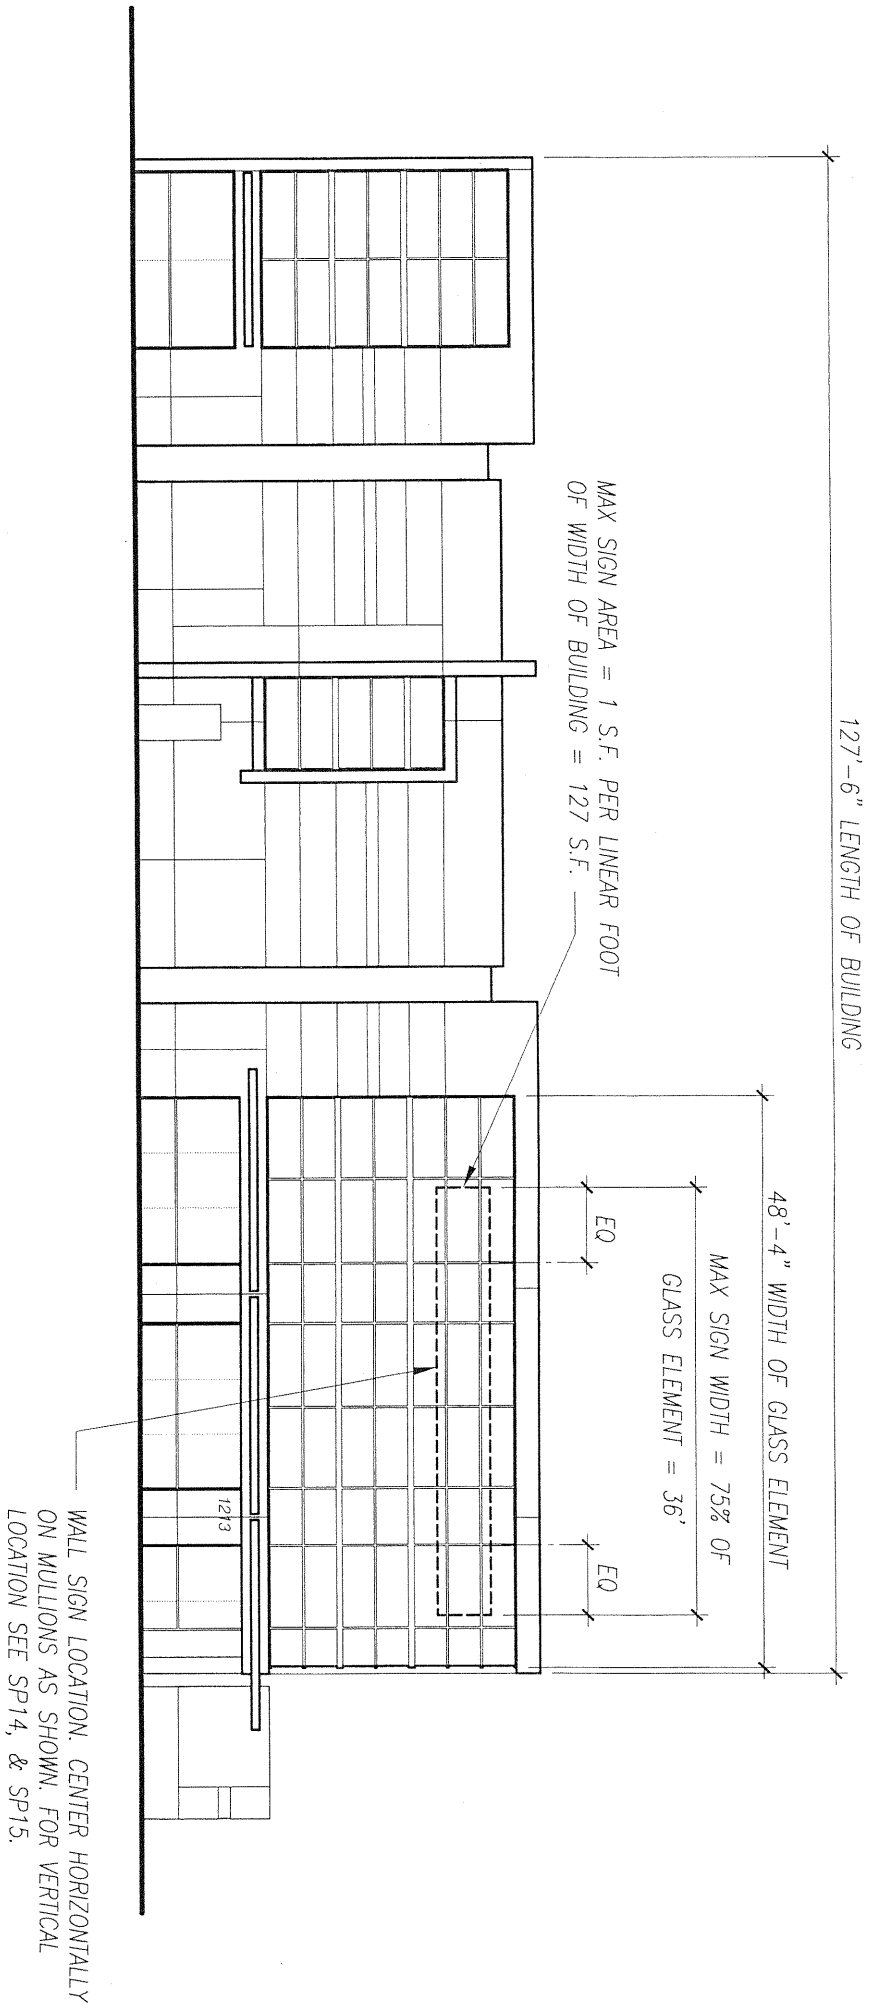 127'-6" LENGTH OF BUILDING
48'-4" WIDTH OF GLASS ELEMENT
MAX SIGN WIDTH = 75% OF
GLASS ELEMENT = 36'
MAX SIGN AREA = 1 S.F. PER LINEAR FOOT
OF WIDTH OF BUILDING = 127 S.F.
EQ
EQ
1213
WALL SIGN LOCATION. CENTER HORIZONTALLY
ON MULLIONS AS SHOWN. FOR VERTICAL
LOCATION SEE SP14, & SP15.